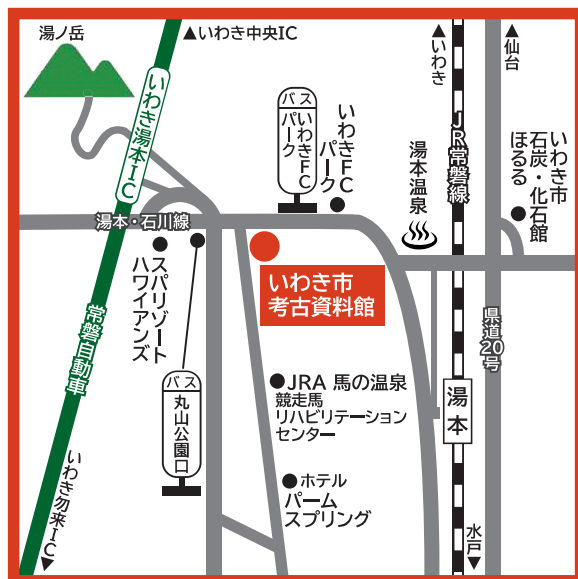 湯ノ岳
▲いわき中央IC
▲いわき
▲仙台
いわき湯本IC
バス
いわきFC
パーク
いわきFC
パーク
湯本温泉
JR常磐線
いわき市
石炭・化石館
ほるる
湯本・石川線
スパリゾート
ハワイアンズ
いわき市
考古資料館
常磐自動車
県道20号
バス
丸山公園口
JRA 馬の温泉
競走馬
リハビリテーション
センター
湯本
ホテル
パーム
スプリング
いわき勿来IC▼
水戸▼